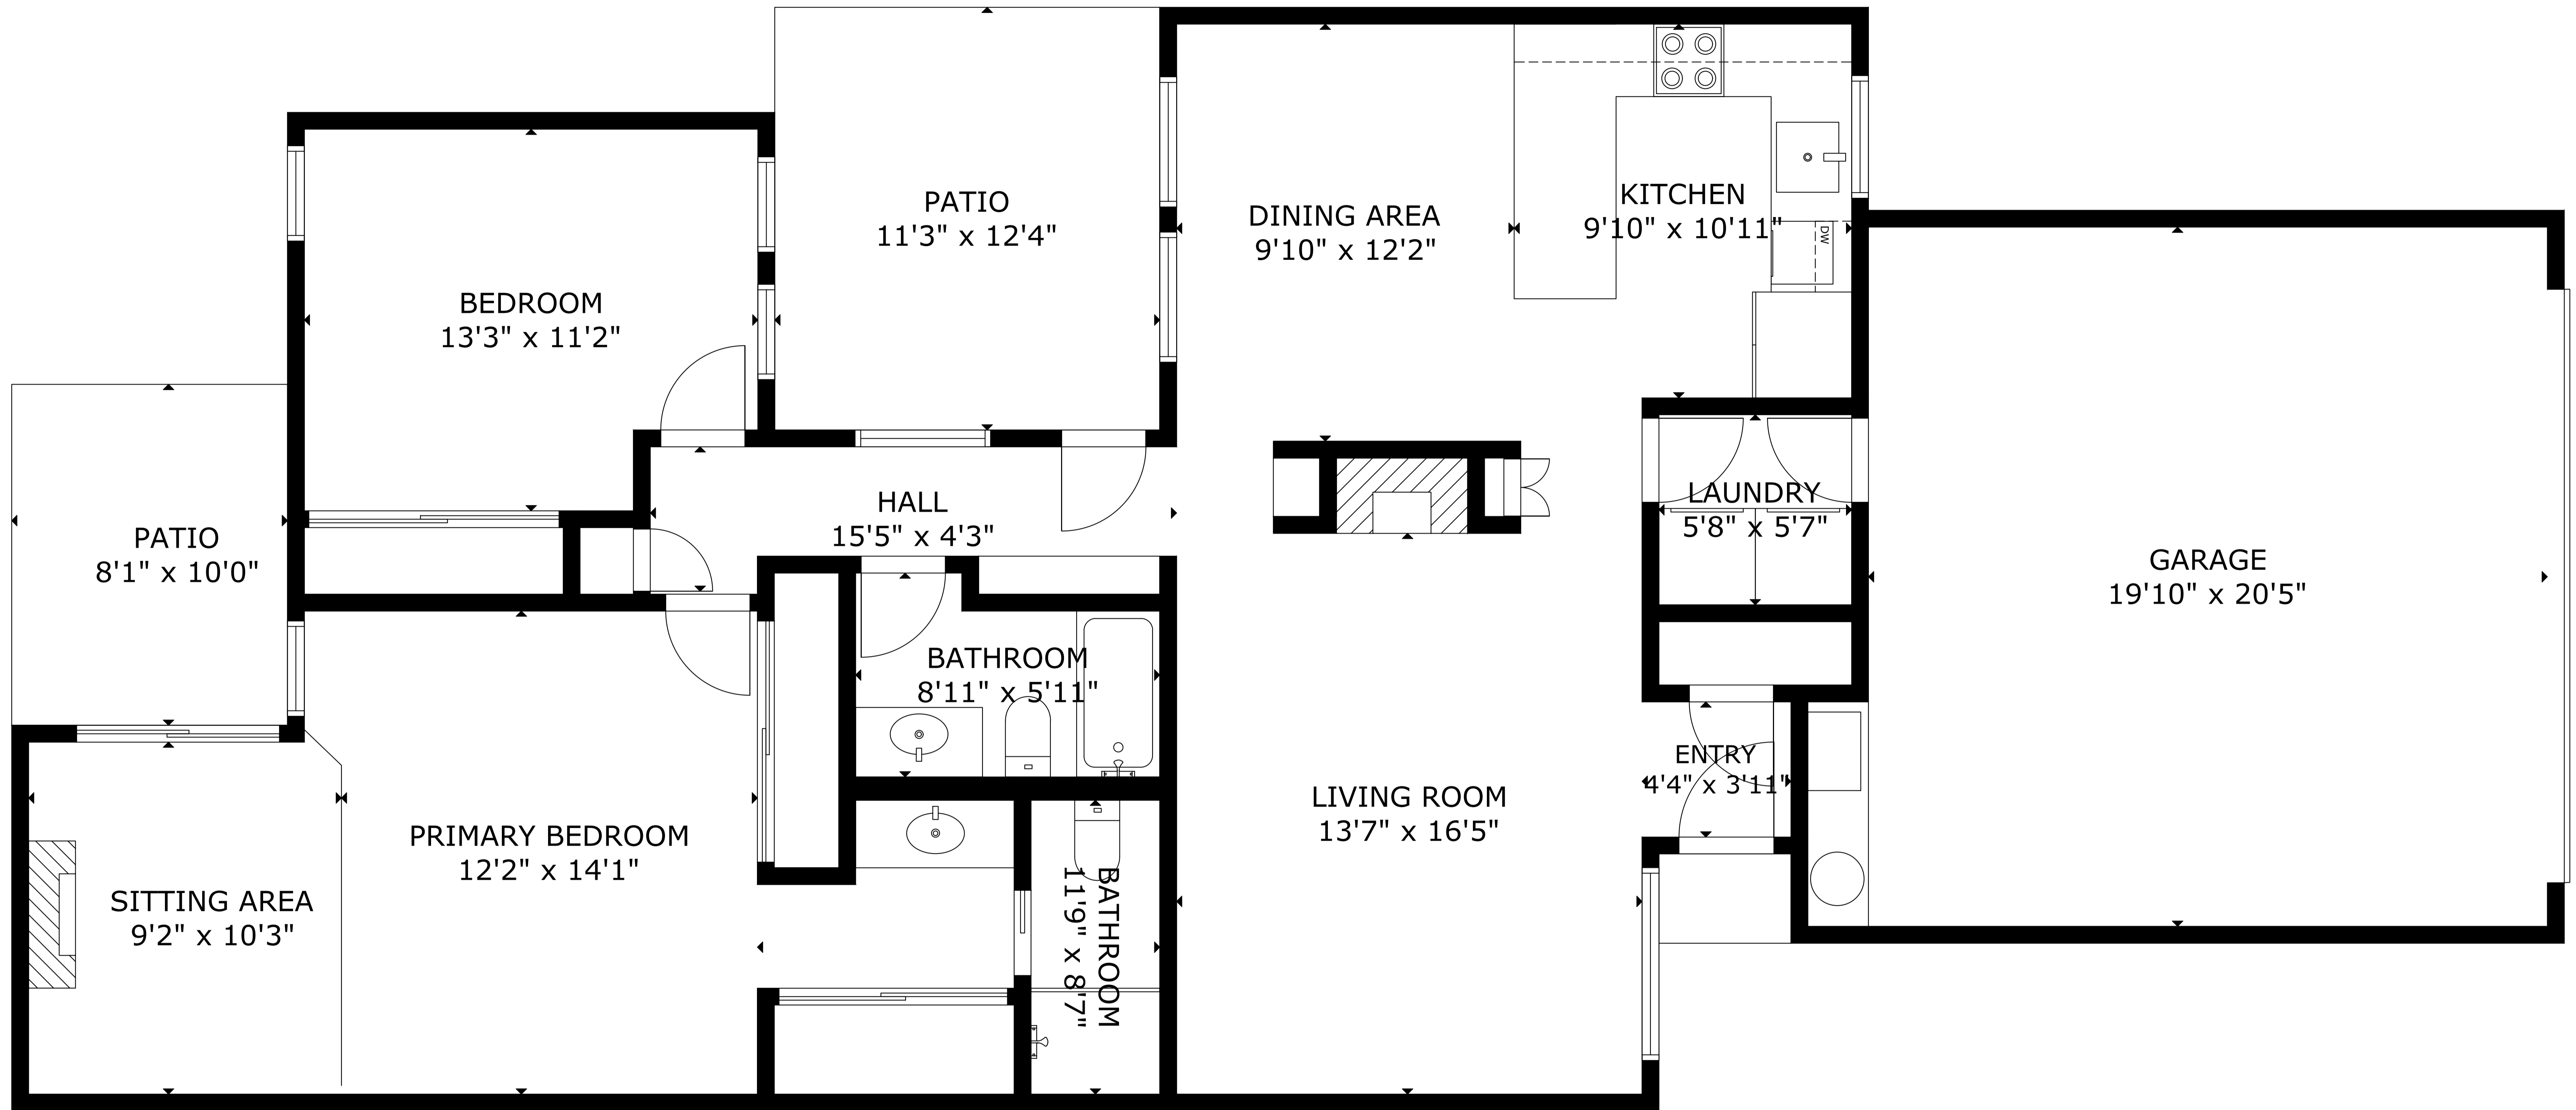 PATIO
11'3" x 12'4"
DINING AREA
9'10" x 12'2"
KITCHEN
9'10" x 10'11"
DW
BEDROOM
13'3" x 11'2"
PATIO
8'1" x 10'0"
HALL
15'5" x 4'3"
LAUNDRY
5'8" x 5'7"
GARAGE
19'10" x 20'5"
BATHROOM
8'11" x 5'11"
ENTRY
4'4" x 3'11"
LIVING ROOM
13'7" x 16'5"
PRIMARY BEDROOM
12'2" x 14'1"
SITTING AREA
9'2" x 10'3"
BATHROOM
11'9" x 8'7"